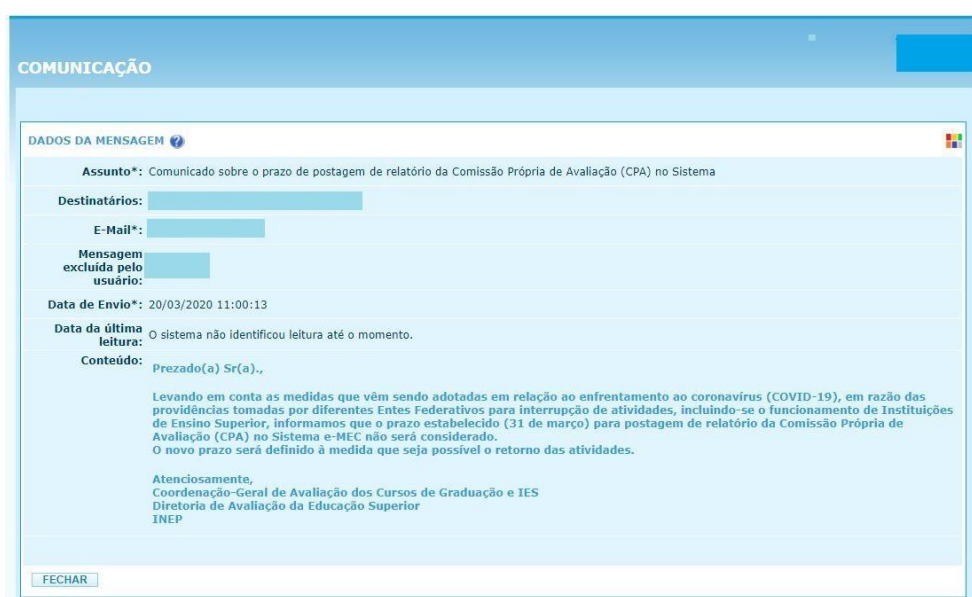 COMUNICAÇÃO
DADOS DA MENSAGEM
Assunto*: Comunicado sobre o prazo de postagem de relatório da Comissão Própria de Avaliação (CPA) no Sistema
Destinatários:
E-Mail*:
Mensagem
excluída pelo
usuário:
Data de Envio*: 20/03/2020 11:00:13
Data da última
leitura: O sistema não identificou leitura até o momento.
Conteúdo:
Prezado(a) Sr(a).,
Levando em conta as medidas que vêm sendo adotadas em relação ao enfrentamento ao coronavírus (COVID-19), em razão das
providências tomadas por diferentes Entes Federativos para interrupção de atividades, incluindo-se o funcionamento de Instituições
de Ensino Superior, informamos que o prazo estabelecido (31 de março) para postagem de relatório da Comissão Própria de
Avaliação (CPA) no Sistema e-MEC não será considerado.
O novo prazo será definido à medida que seja possível o retorno das atividades.
Atenciosamente,
Coordenação-Geral de Avaliação dos Cursos de Graduação e IES
Diretoria de Avaliação da Educação Superior
INEP
FECHAR